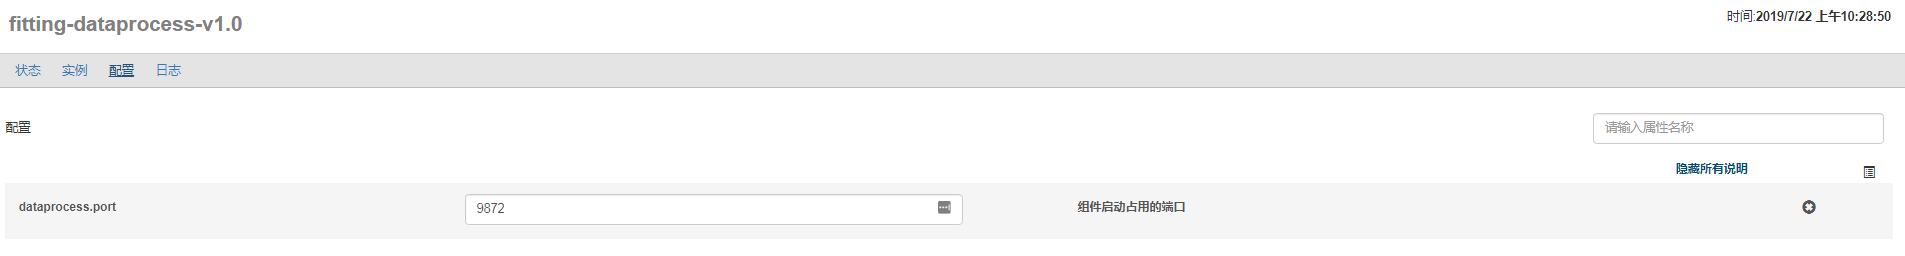 fitting-dataprocess-v1.0
时间:2019/7/22 上午10:28:50
状态 实例 配置 日志
配置
请输入属性名称
隐藏所有说明
dataprocess.port 9872 组件启动占用的端口